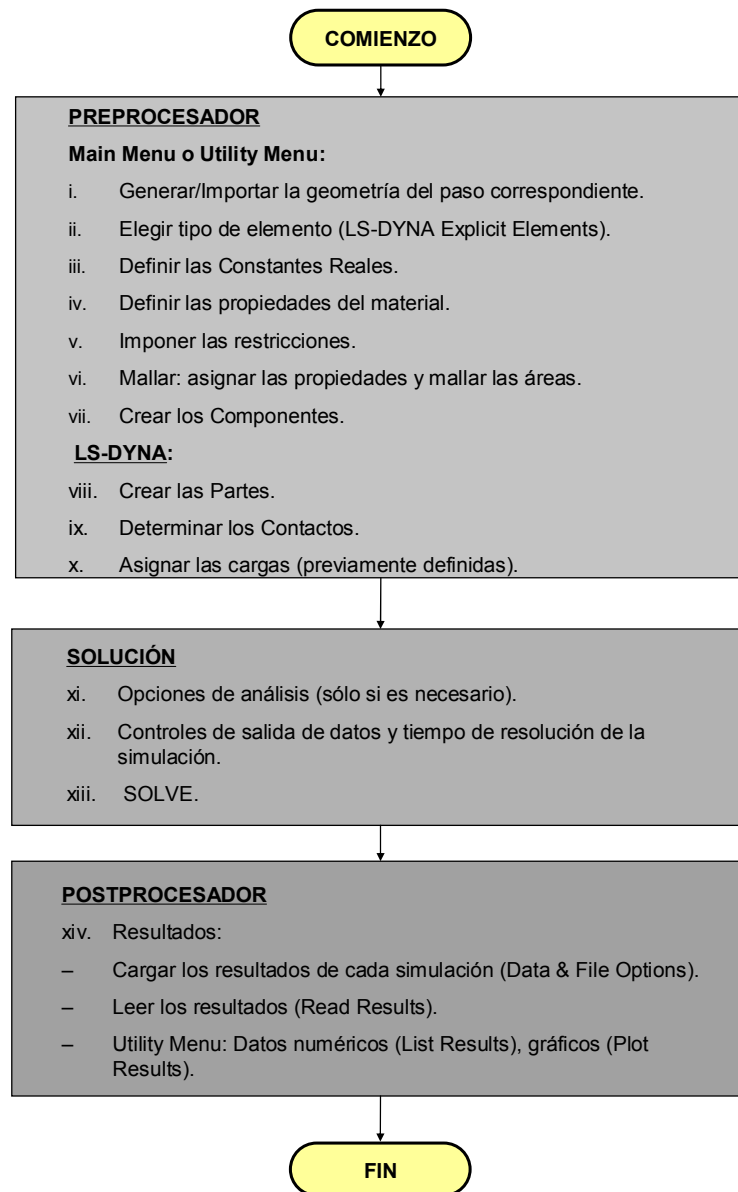 COMIENZO
PREPROCESADOR
Main Menu o Utility Menu:
i. Generar/Importar la geometría del paso correspondiente.
ii. Elegir tipo de elemento (LS-DYNA Explicit Elements).
iii. Definir las Constantes Reales.
iv. Definir las propiedades del material.
v. Imponer las restricciones.
vi. Mallar: asignar las propiedades y mallar las áreas.
vii. Crear los Componentes.
LS-DYNA:
viii. Crear las Partes.
ix. Determinar los Contactos.
x. Asignar las cargas (previamente definidas).
SOLUCIÓN
xi. Opciones de análisis (sólo si es necesario).
xii. Controles de salida de datos y tiempo de resolución de la
simulación.
xiii. SOLVE.
POSTPROCESADOR
xiv. Resultados:
– Cargar los resultados de cada simulación (Data & File Options).
– Leer los resultados (Read Results).
– Utility Menu: Datos numéricos (List Results), gráficos (Plot
Results).
FIN